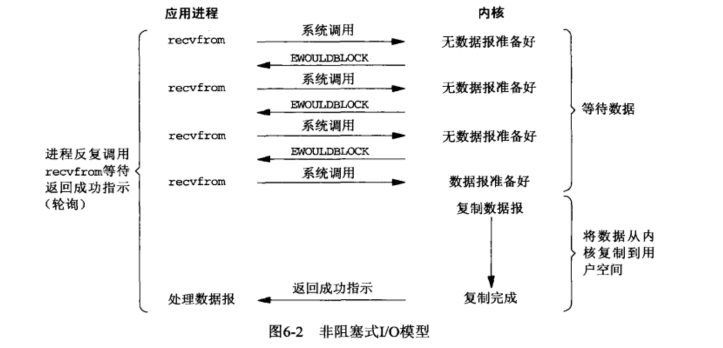 应用进程 内核
recvfrom 系统调用 无数据报准备好
EWOULDBLOCK
recvfrom 系统调用 无数据报准备好
EWOULDBLOCK
等待数据
recvfrom 系统调用 无数据报准备好
EWOULDBLOCK
进程反复调用
recvfrom等待
返回成功指示
（轮询）
recvfrom 系统调用 数据报准备好
复制数据报
将数据从内
核复制到用
户空间
处理数据报 返回成功指示 复制完成
图6-2 非阻塞式I/O模型